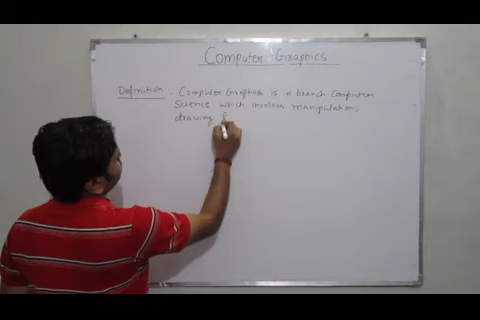 Computer Graphics
Definition : Computer Graphics is a branch Computer
Science which involves manipulation,
drawing &